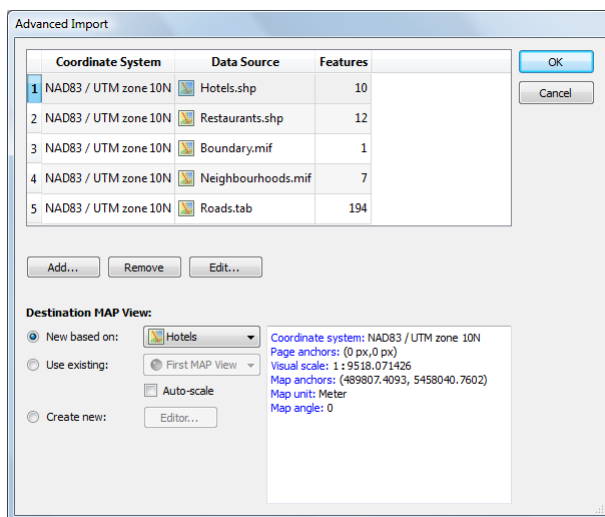 Advanced Import
Coordinate System Data Source Features
1 NAD83 / UTM zone 10N Hotels.shp 10
2 NAD83 / UTM zone 10N Restaurants.shp 12
3 NAD83 / UTM zone 10N Boundary.mif 1
4 NAD83 / UTM zone 10N Neighbourhoods.mif 7
5 NAD83 / UTM zone 10N Roads.tab 194
OK
Cancel
Add... Remove Edit...
Destination MAP View:
New based on: Hotels
Use existing: First MAP View
Auto-scale
Create new: Editor...
Coordinate system: NAD83 / UTM zone 10N
Page anchors: (0 px,0 px)
Visual scale: 1 : 9518.071426
Map anchors: (489807.4093, 5458040.7602)
Map unit: Meter
Map angle: 0